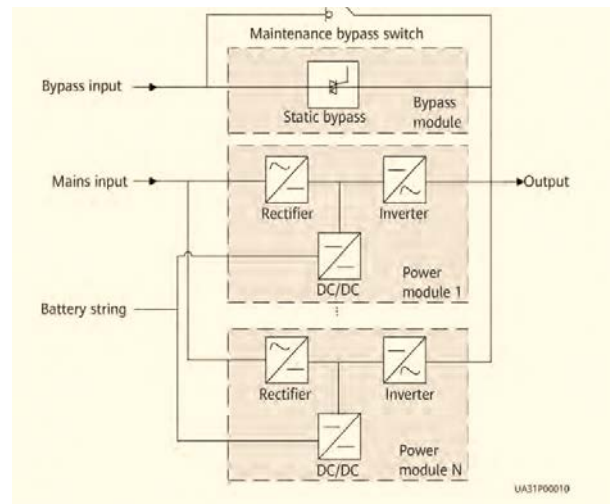 Maintenance bypass switch
Bypass input
Static bypass
Bypass
module
Mains input
Output
Rectifier
Inverter
DC/DC
Power
module 1
Battery string
Rectifier
Inverter
DC/DC
Power
module N
UA31P00010